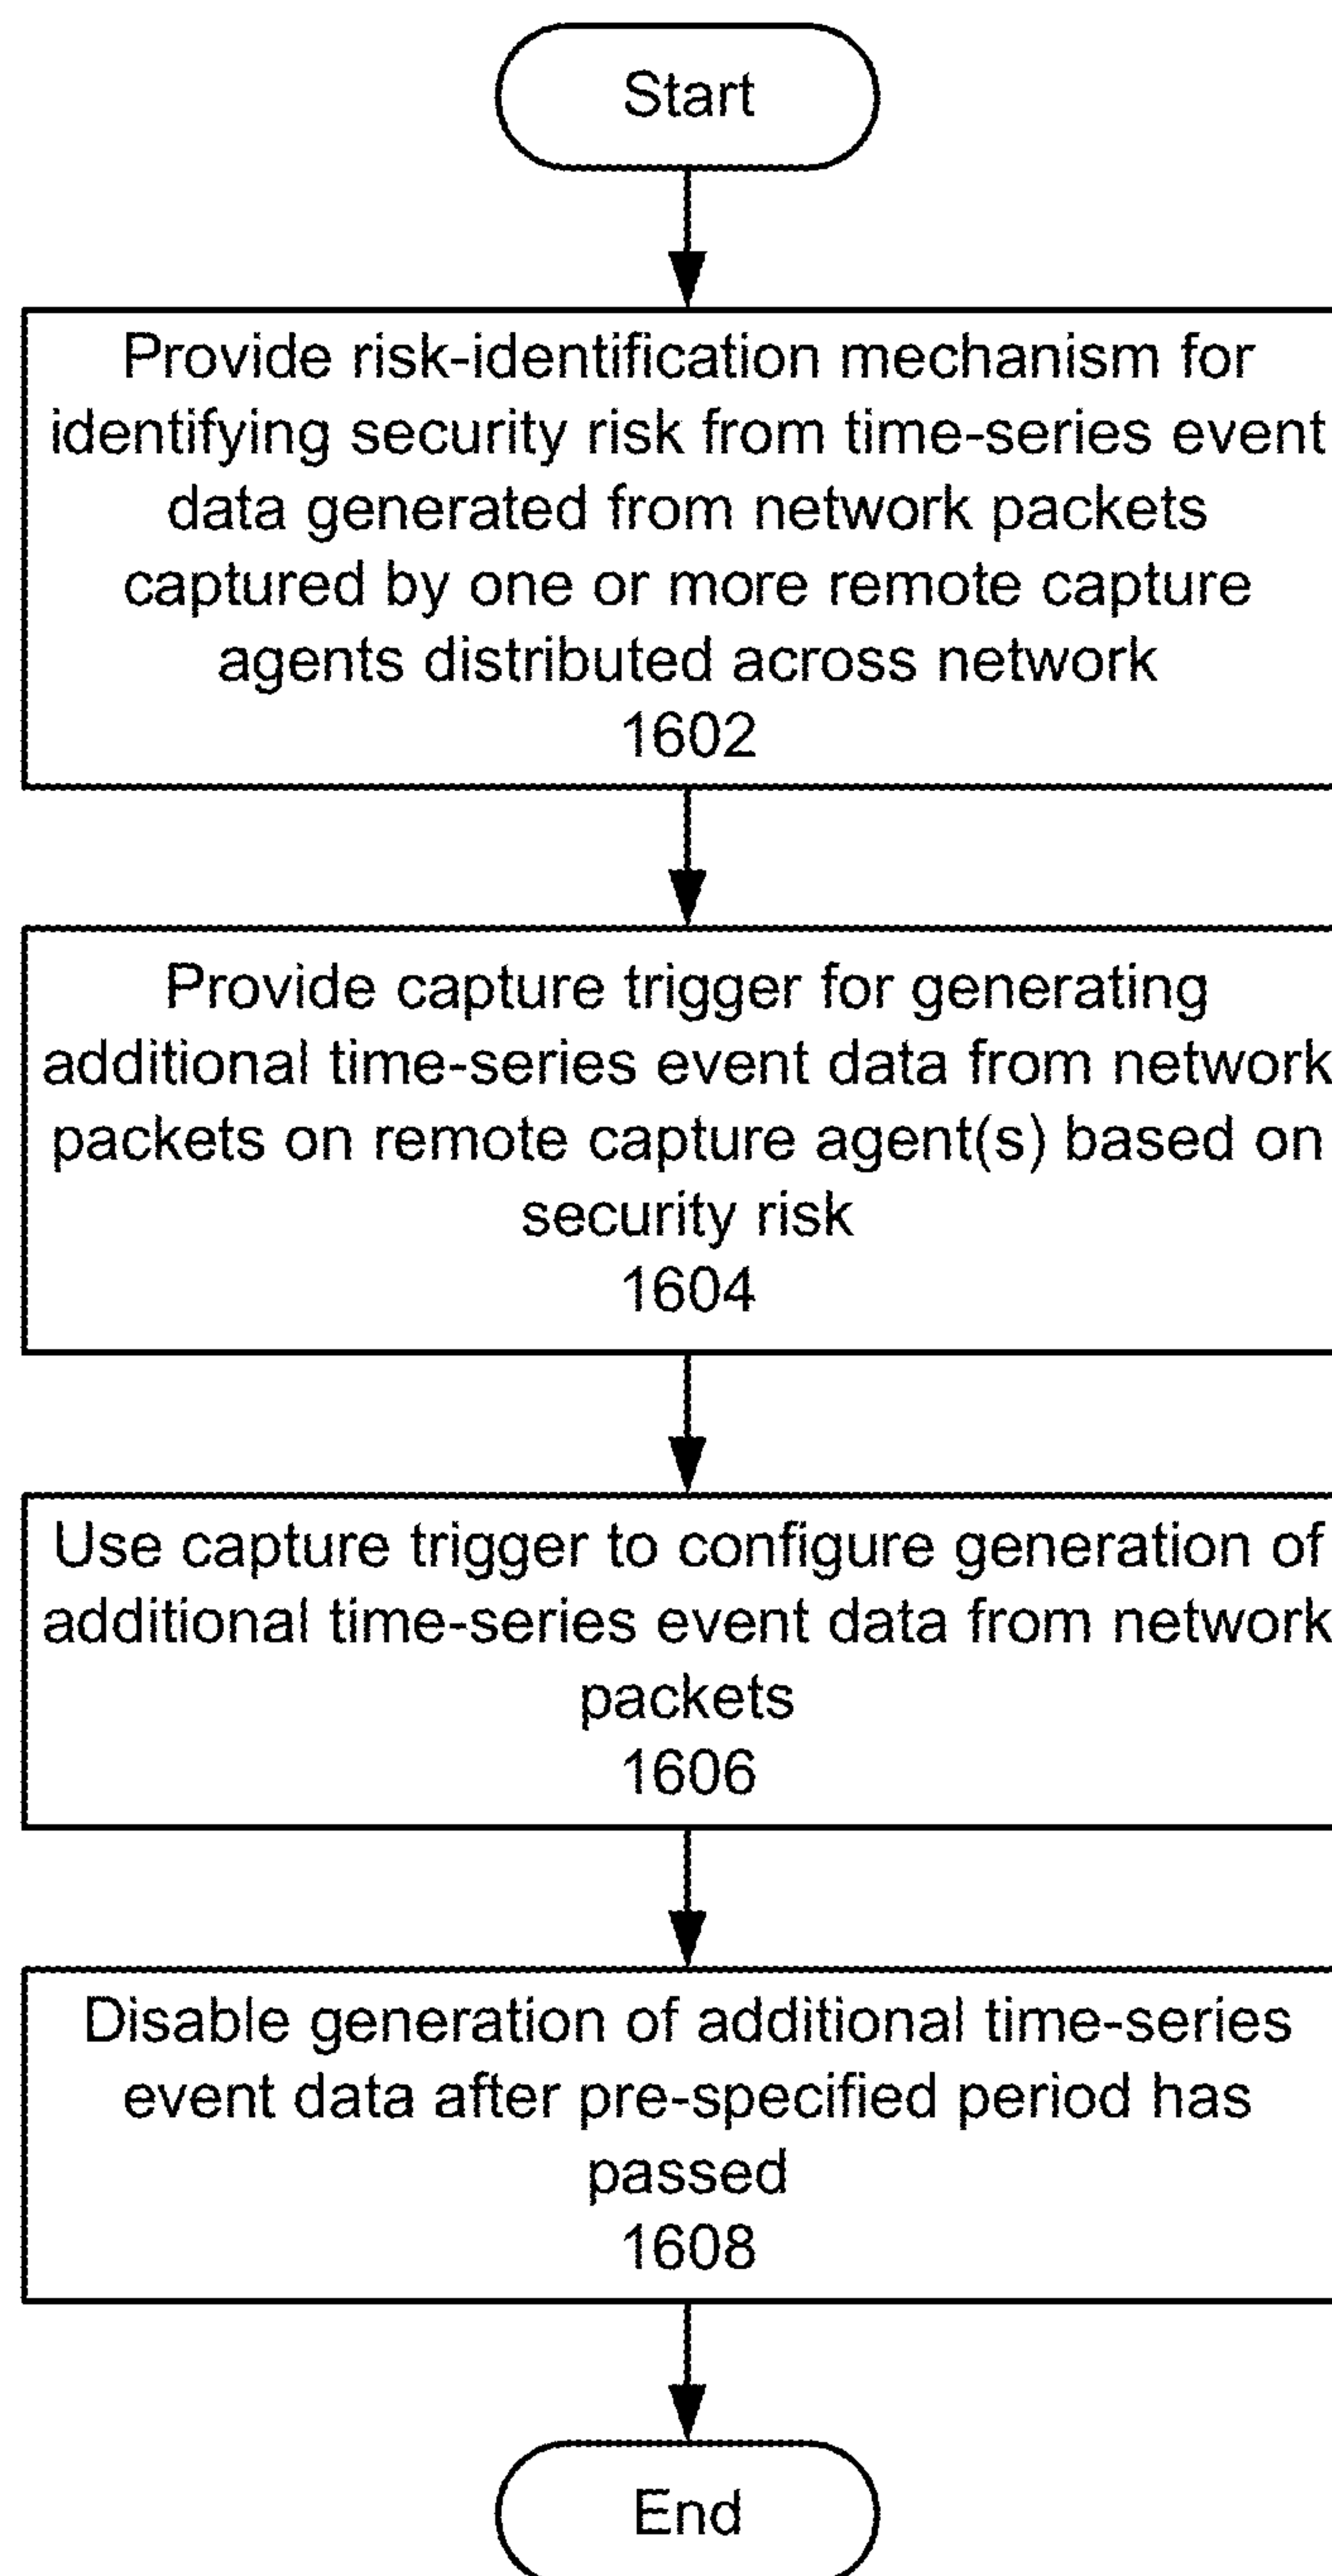 Start
Provide risk-identification mechanism for
identifying security risk from time-series event
data generated from network packets
captured by one or more remote capture
agents distributed across network
1602
Provide capture trigger for generating
additional time-series event data from network
packets on remote capture agent(s) based on
security risk
1604
Use capture trigger to configure generation of
additional time-series event data from network
packets
1606
Disable generation of additional time-series
event data after pre-specified period has
passed
1608
End